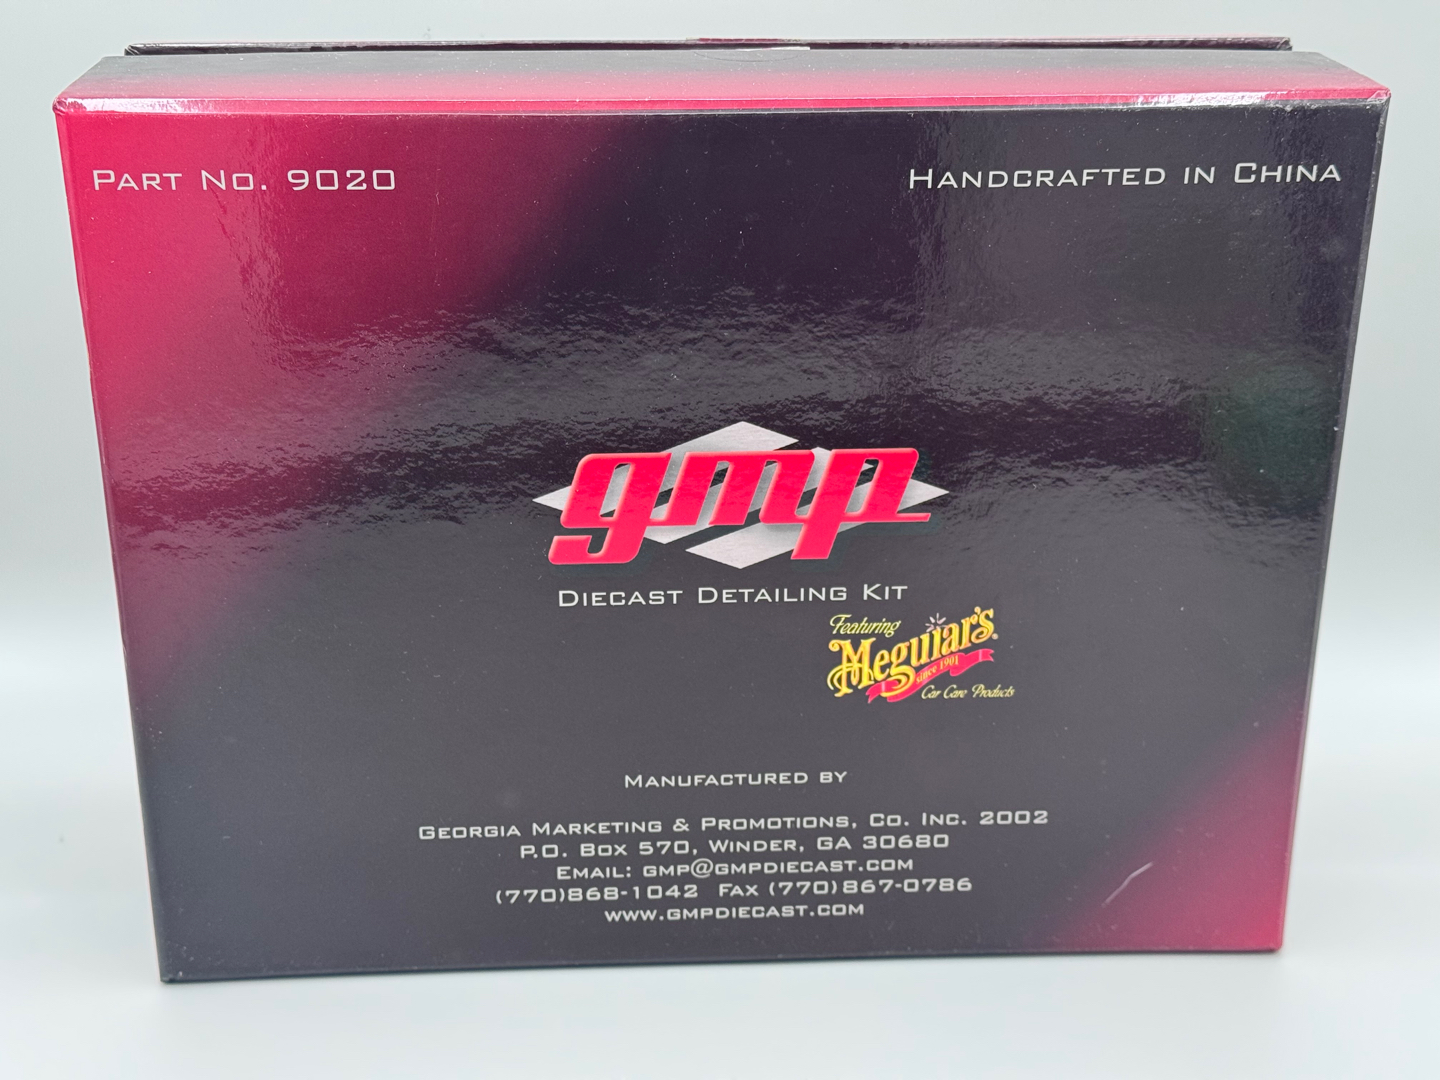 Part No. 9020
Handcrafted in China
gmp
Diecast Detailing Kit
Featuring
Meguiar's
since 1901
Car Care Products
Manufactured by
Georgia Marketing & Promotions, Co. Inc. 2002
P.O. Box 570, Winder, GA 30680
Email: gmp@gmpdiecast.com
(770)868-1042 Fax (770)867-0786
www.gmpdiecast.com